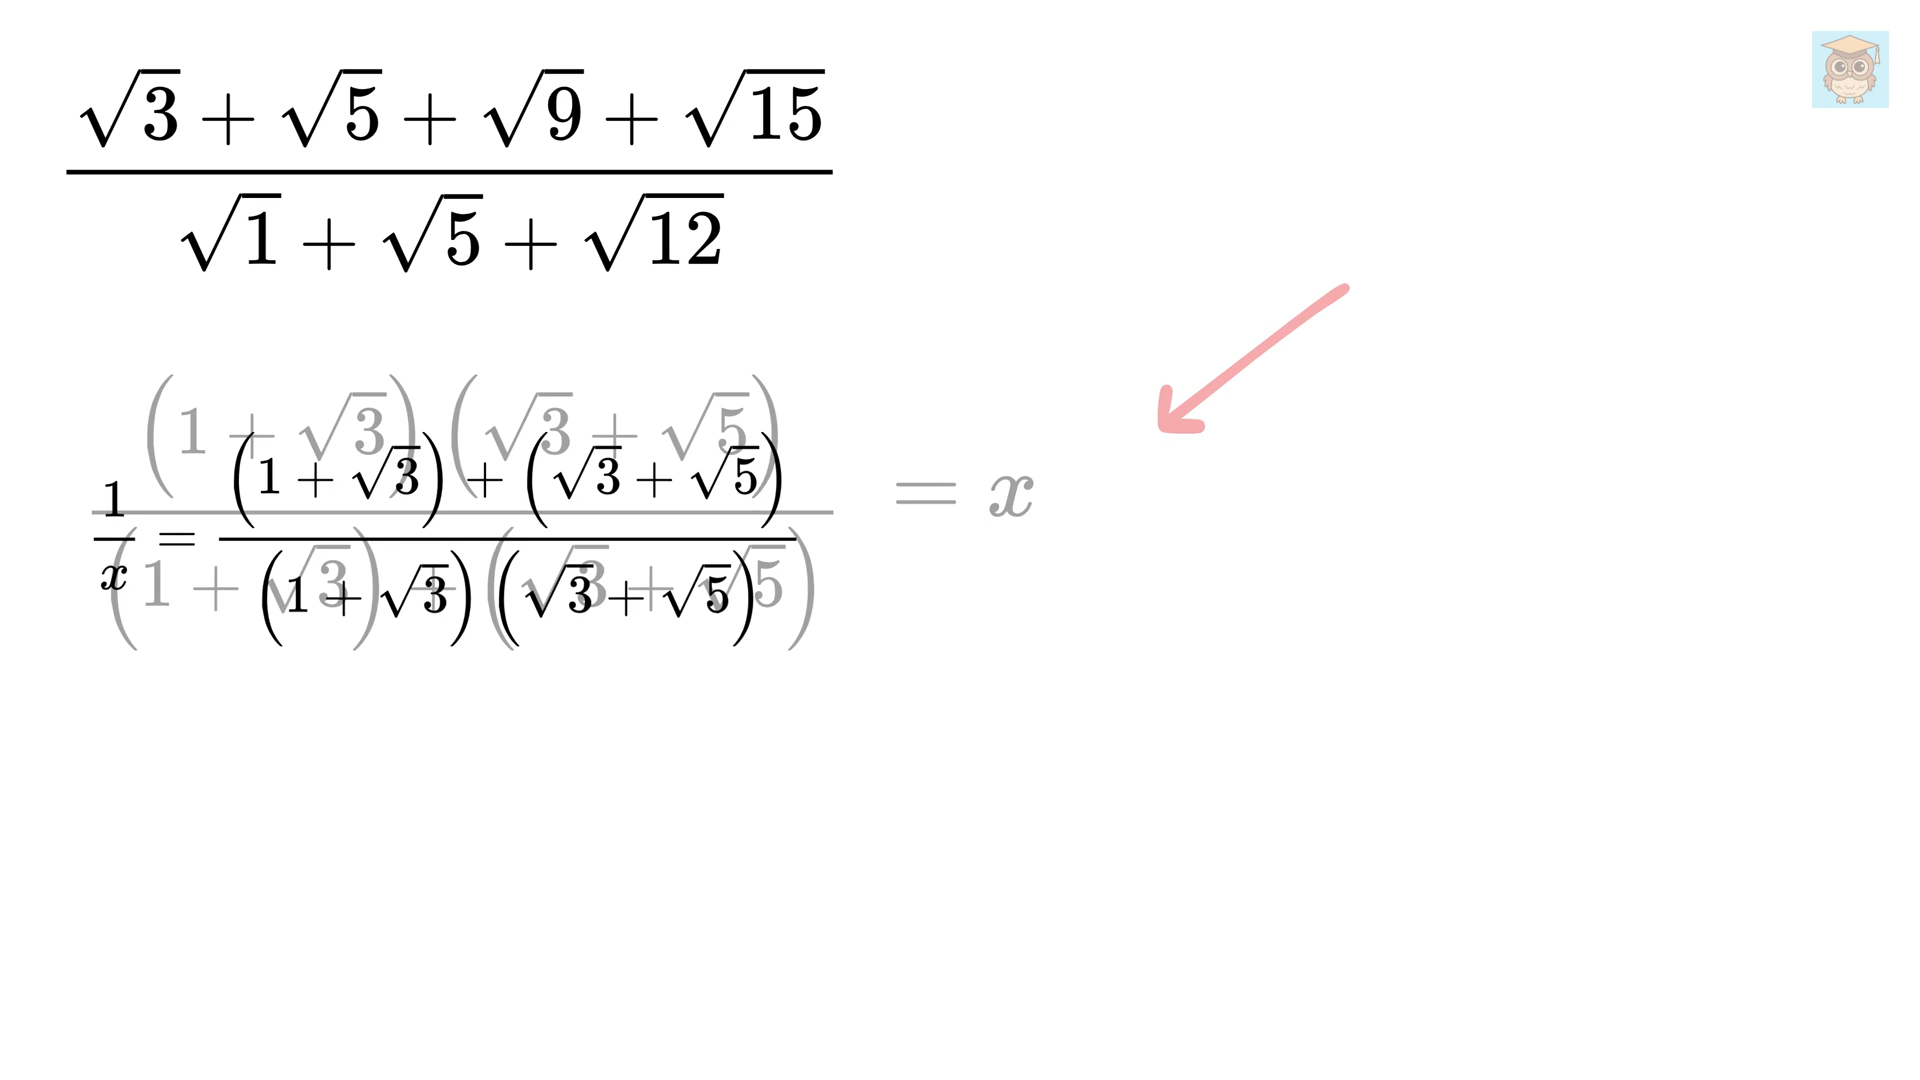 √3 + √5 + √9 + √15
√1 + √5 + √12
(1 + √3) (√3 + √5)
(1 + √3) + (√3 + √5)
= x
1
x
=
(1 + √3) + (√3 + √5)
(1 + √3) (√3 + √5)